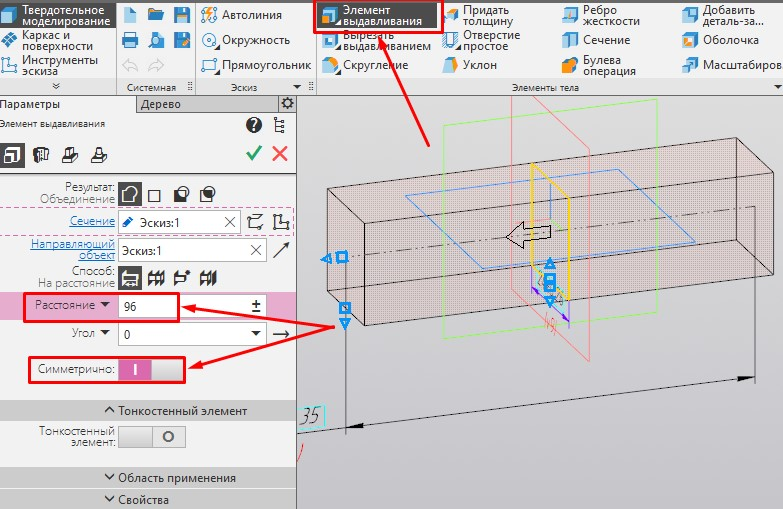 Твердотельное
моделирование
Каркас и
поверхности
Инструменты
эскиза
Системная
Автолиния
Окружность
Прямоугольник
Эскиз
Элемент
выдавливания
Вырезать
выдавливанием
Скругление
Придать
толщину
Отверстие
простое
Уклон
Ребро
жесткости
Сечение
Булева
операция
Добавить
деталь-за...
Оболочка
Масштабиров
Элементы тела
Параметры
Дерево
Элемент выдавливания
Результат:
Объединение
Сечение
Эскиз:1
Направляющий
объект
Эскиз:1
Способ:
На расстояние
Расстояние
96
±
Угол
0
Симметрично:
Тонкостенный элемент
Тонкостенный
элемент:
Область применения
Свойства
35